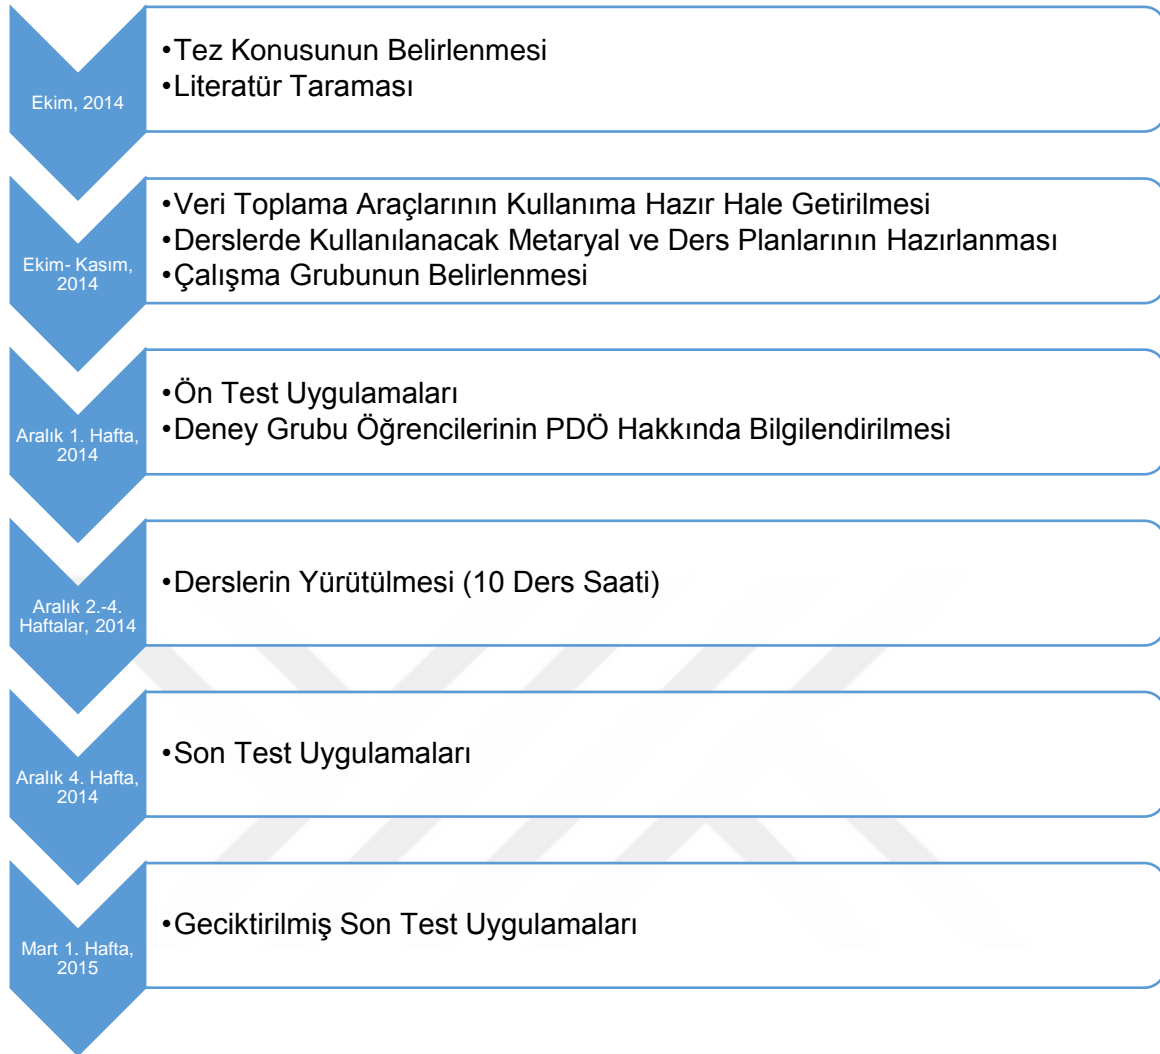 Ekim, 2014
•Tez Konusunun Belirlenmesi
•Literatür Taraması
Ekim- Kasım,
2014
•Veri Toplama Araçlarının Kullanıma Hazır Hale Getirilmesi
•Derslerde Kullanılanacak Metaryal ve Ders Planlarının Hazırlanması
•Çalışma Grubunun Belirlenmesi
Aralık 1. Hafta,
2014
•Ön Test Uygulamaları
•Deney Grubu Öğrencilerinin PDÖ Hakkında Bilgilendirilmesi
Aralık 2.-4.
Haftalar, 2014
•Derslerin Yürütülmesi (10 Ders Saati)
Aralık 4. Hafta,
2014
•Son Test Uygulamaları
Mart 1. Hafta,
2015
•Geciktirilmiş Son Test Uygulamaları